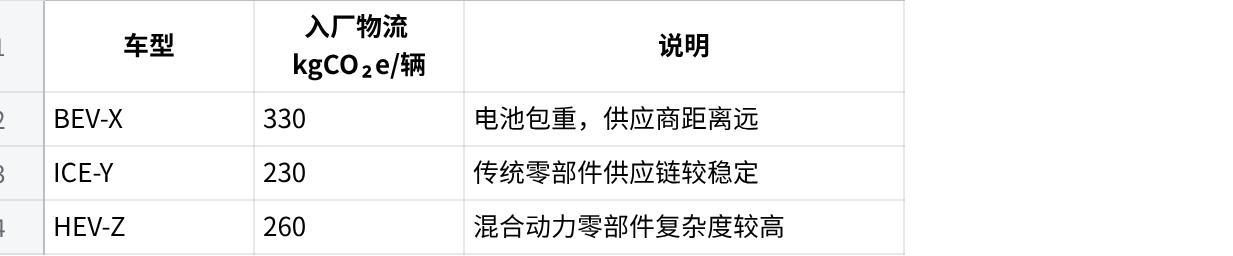 车型
入厂物流
kgCO₂e/辆
说明
BEV-X 330 电池包重，供应商距离远
ICE-Y 230 传统零部件供应链较稳定
HEV-Z 260 混合动力零部件复杂度较高